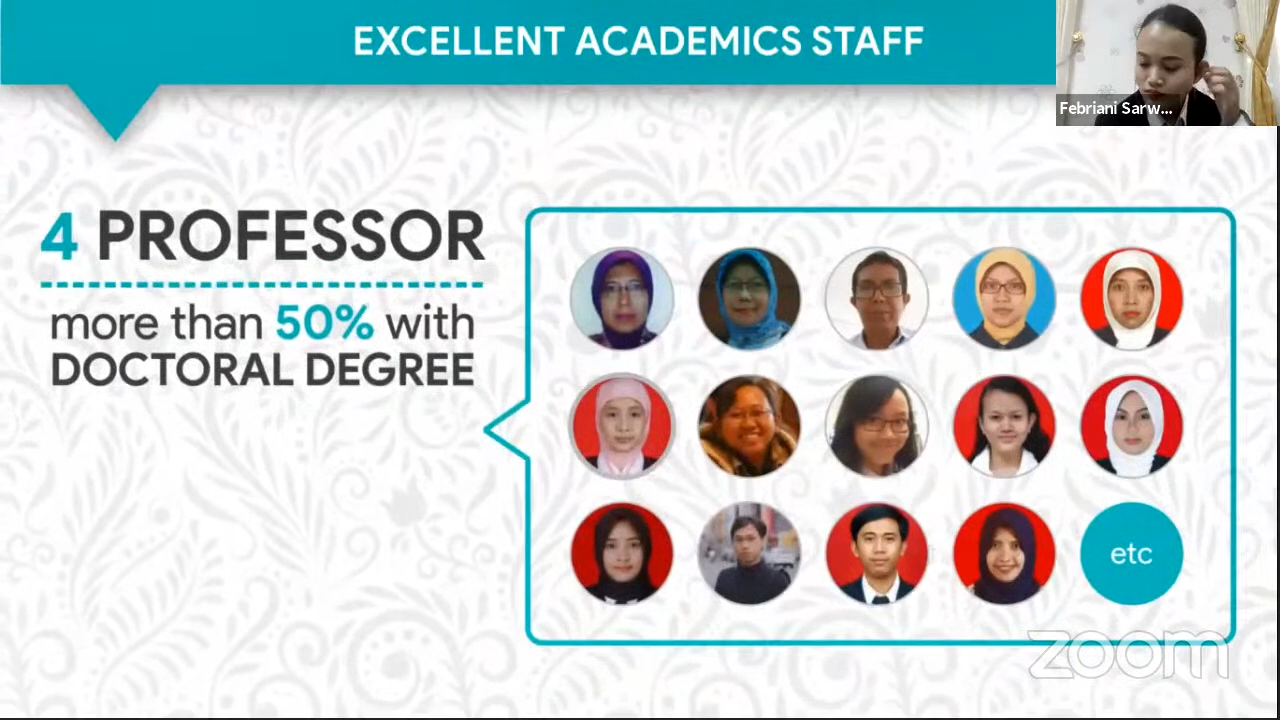 EXCELLENT ACADEMICS STAFF
Febriani Sarw...
4 PROFESSOR
more than 50% with
DOCTORAL DEGREE
etc
zoom